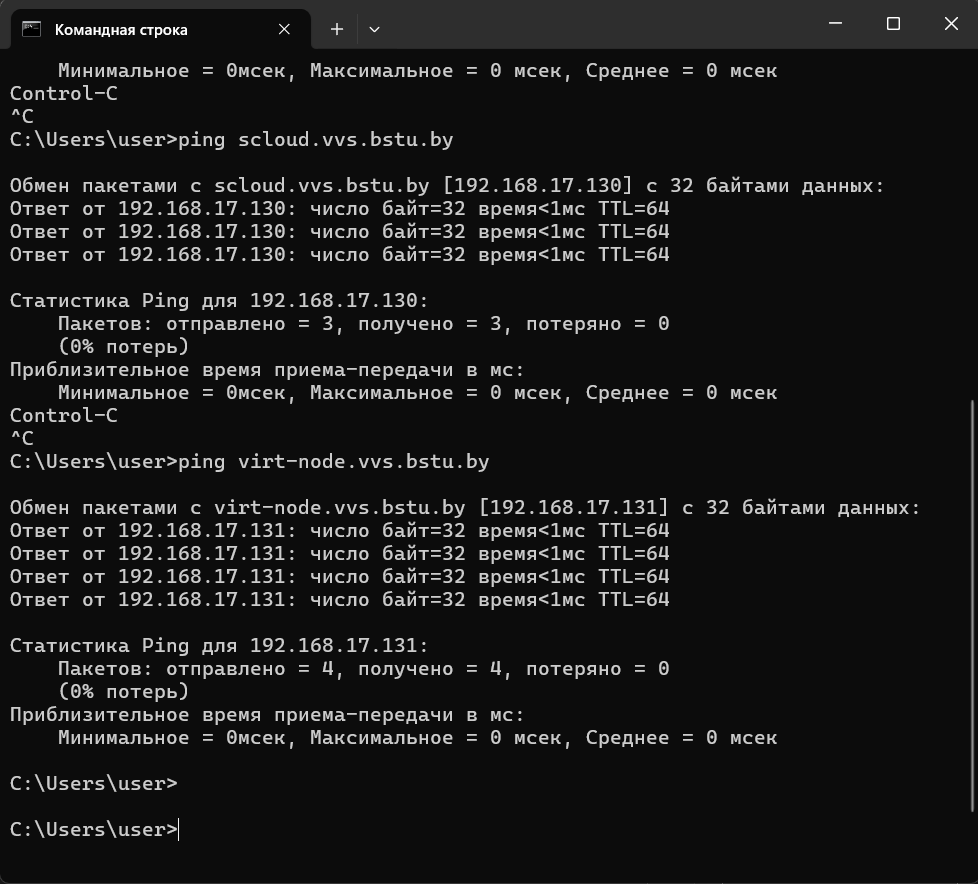 Командная строка
Минимальное = 0мсек, Максимальное = 0 мсек, Среднее = 0 мсек
Control-C
^C
C:\Users\user>ping scloud.vvs.bstu.by
Обмен пакетами с scloud.vvs.bstu.by [192.168.17.130] с 32 байтами данных:
Ответ от 192.168.17.130: число байт=32 время<1мс TTL=64
Ответ от 192.168.17.130: число байт=32 время<1мс TTL=64
Ответ от 192.168.17.130: число байт=32 время<1мс TTL=64
Статистика Ping для 192.168.17.130:
Пакетов: отправлено = 3, получено = 3, потеряно = 0
(0% потерь)
Приблизительное время приема-передачи в мс:
Минимальное = 0мсек, Максимальное = 0 мсек, Среднее = 0 мсек
Control-C
^C
C:\Users\user>ping virt-node.vvs.bstu.by
Обмен пакетами с virt-node.vvs.bstu.by [192.168.17.131] с 32 байтами данных:
Ответ от 192.168.17.131: число байт=32 время<1мс TTL=64
Ответ от 192.168.17.131: число байт=32 время<1мс TTL=64
Ответ от 192.168.17.131: число байт=32 время<1мс TTL=64
Ответ от 192.168.17.131: число байт=32 время<1мс TTL=64
Статистика Ping для 192.168.17.131:
Пакетов: отправлено = 4, получено = 4, потеряно = 0
(0% потерь)
Приблизительное время приема-передачи в мс:
Минимальное = 0мсек, Максимальное = 0 мсек, Среднее = 0 мсек
C:\Users\user>
C:\Users\user>